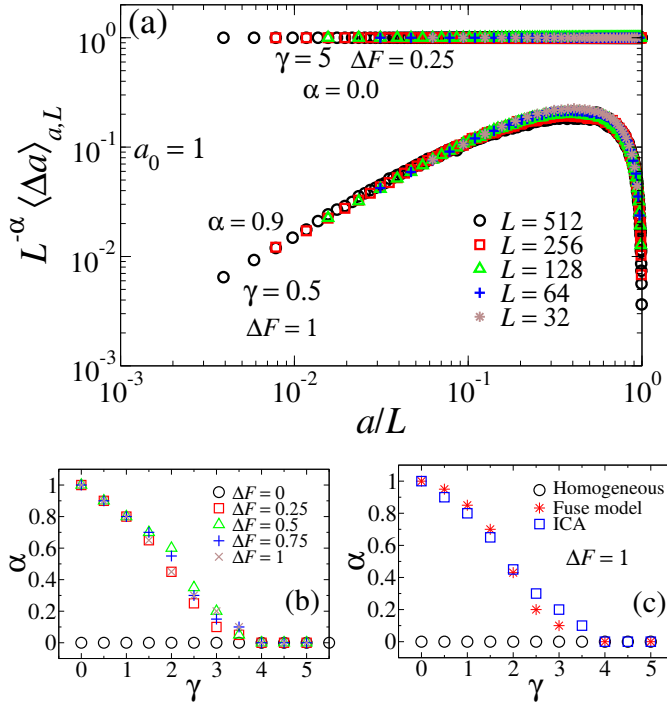 (a)
10^0
10^-1
10^-2
10^-3
L^-α ⟨Δa⟩_a,L
γ = 5 ΔF = 0.25
α = 0.0
a_0 = 1
α = 0.9
γ = 0.5
ΔF = 1
L = 512
L = 256
L = 128
L = 64
L = 32
10^-3 10^-2 10^-1 10^0
a/L
1
0.8
0.6
0.4
0.2
0
α
ΔF = 0
ΔF = 0.25
ΔF = 0.5
ΔF = 0.75
ΔF = 1
(b)
0 1 2 3 4 5
γ
1
0.8
0.6
0.4
0.2
0
α
Homogeneous
Fuse model
ICA
ΔF = 1
(c)
0 1 2 3 4 5
γ